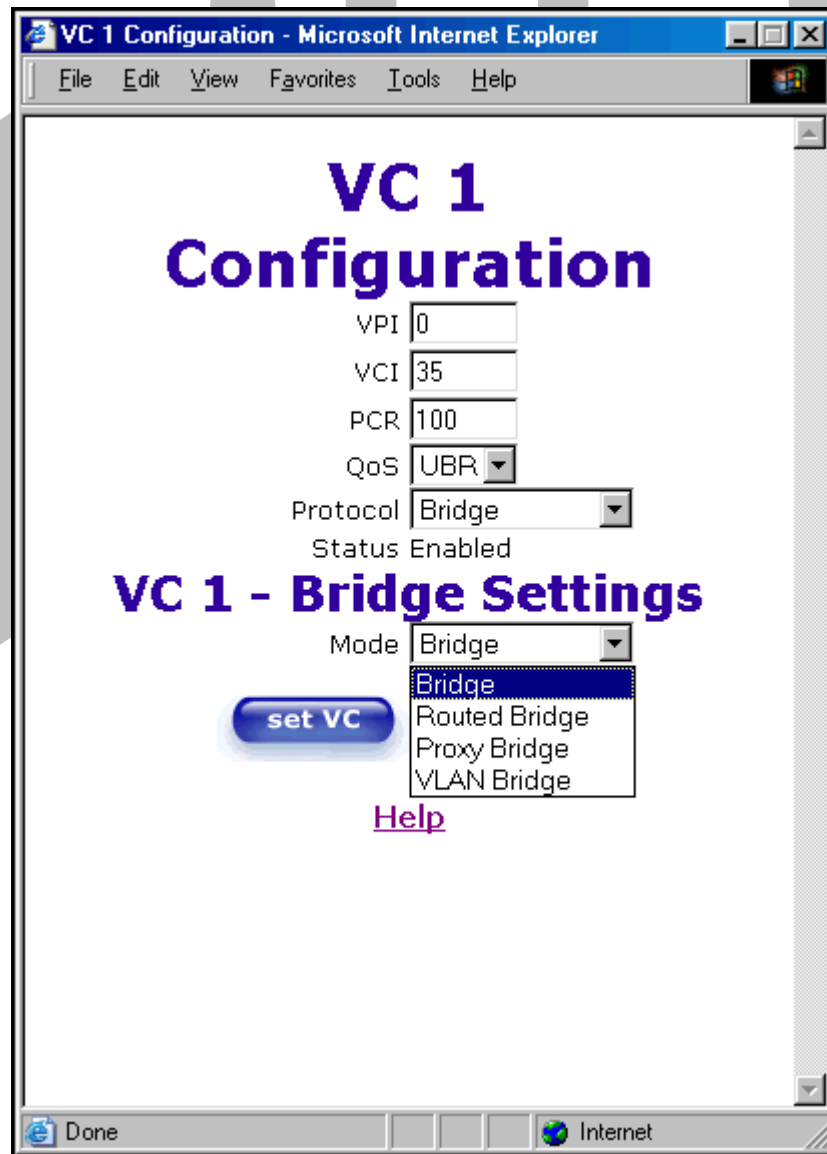 VC 1 Configuration - Microsoft Internet Explorer
File Edit View Favorites Tools Help
VC 1
Configuration
VPI 0
VCI 35
PCR 100
QoS UBR
Protocol Bridge
Status Enabled
VC 1 - Bridge Settings
Mode Bridge
Bridge
Routed Bridge
Proxy Bridge
VLAN Bridge
set VC
Help
Done Internet